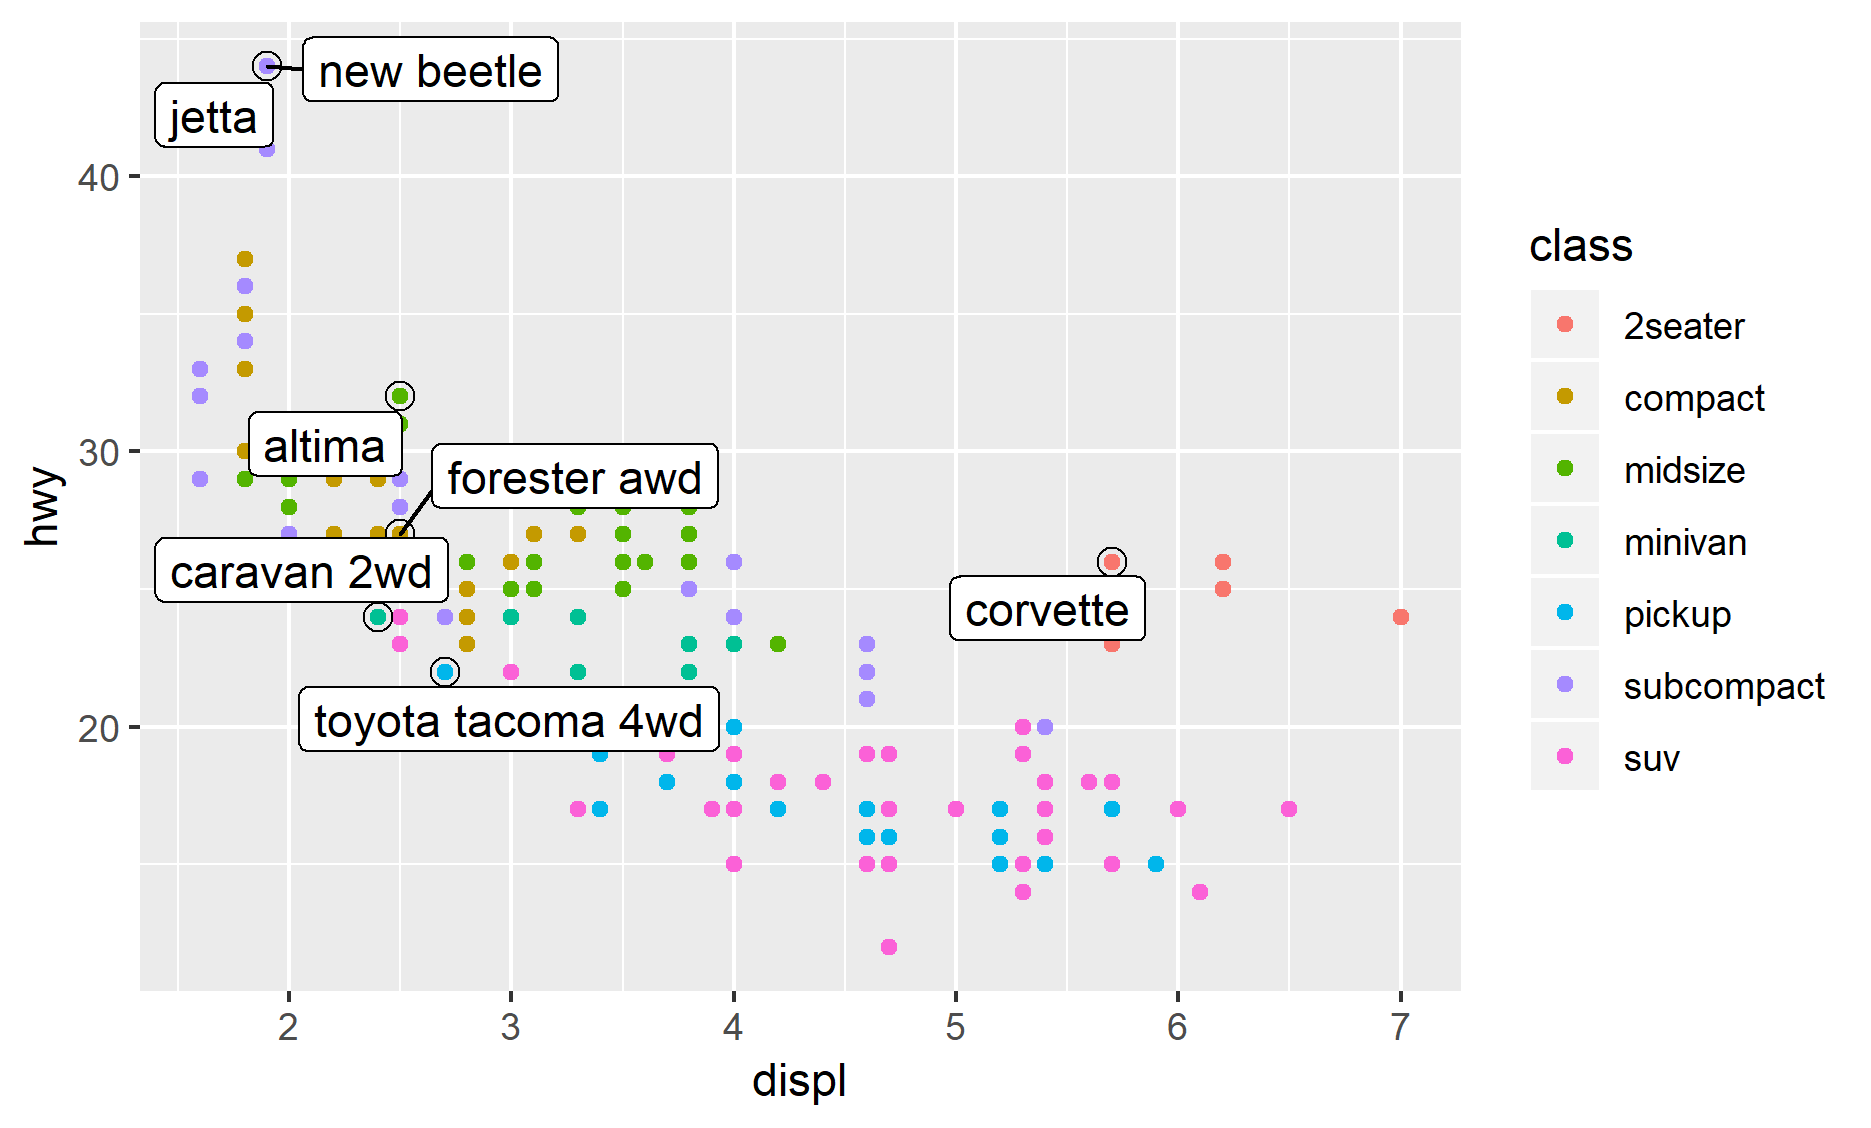 new beetle
jetta
40
altima
30
forester awd
caravan 2wd
corvette
toyota tacoma 4wd
20
hwy
2 3 4 5 6 7
displ
class
2seater
compact
midsize
minivan
pickup
subcompact
suv